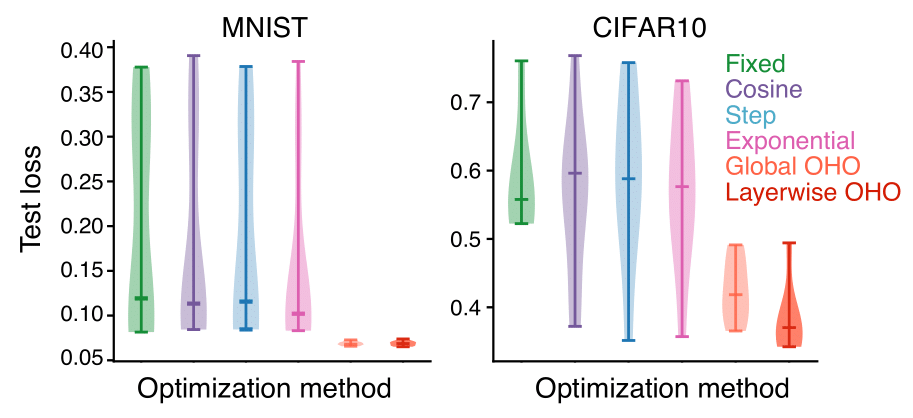 MNIST
CIFAR10
Test loss
0.40
0.35
0.30
0.25
0.20
0.15
0.10
0.05
Optimization method
0.7
0.6
0.5
0.4
Optimization method
Fixed
Cosine
Step
Exponential
Global OHO
Layerwise OHO